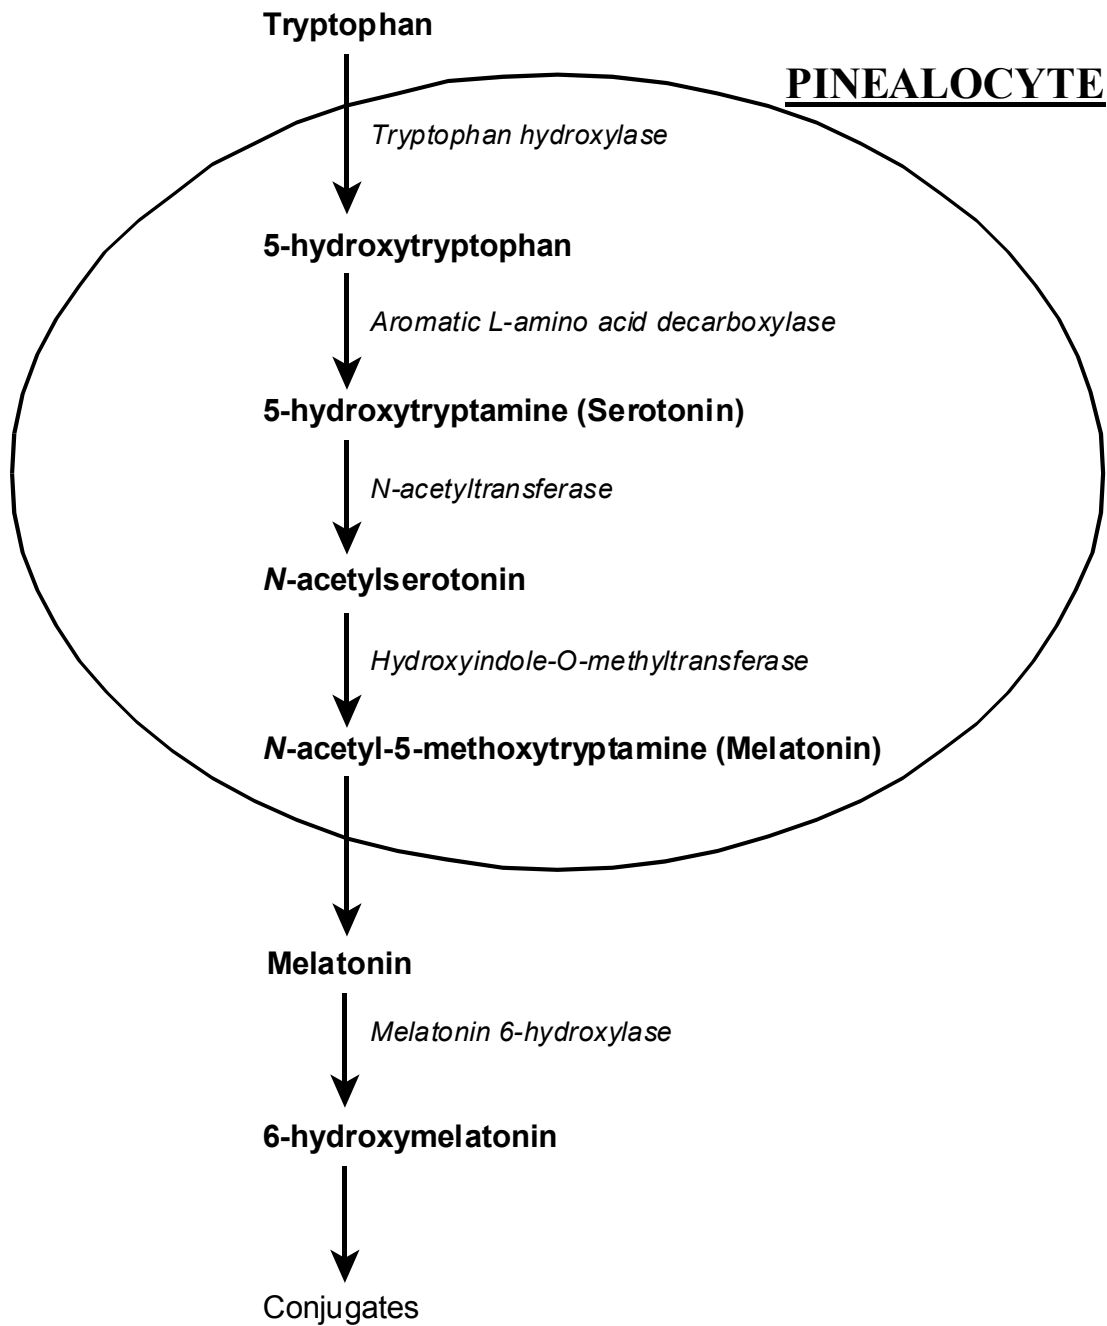 Tryptophan
PINEALOCYTE
Tryptophan hydroxylase
5-hydroxytryptophan
Aromatic L-amino acid decarboxylase
5-hydroxytryptamine (Serotonin)
N-acetyltransferase
N-acetylserotonin
Hydroxyindole-O-methyltransferase
N-acetyl-5-methoxytryptamine (Melatonin)
Melatonin
Melatonin 6-hydroxylase
6-hydroxymelatonin
Conjugates